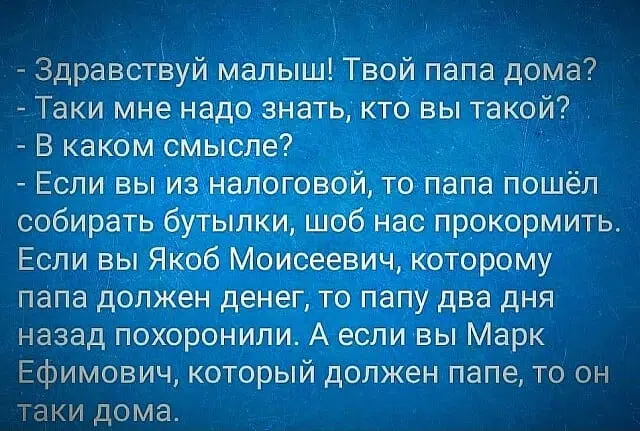 - Здравствуй малыш! Твой папа дома?
- Таки мне надо знать, кто вы такой?
- В каком смысле?
- Если вы из налоговой, то папа пошёл
собирать бутылки, шоб нас прокормить.
Если вы Якоб Моисеевич, которому
папа должен денег, то папу два дня
назад похоронили. А если вы Марк
Ефимович, который должен папе, то он
таки дома.